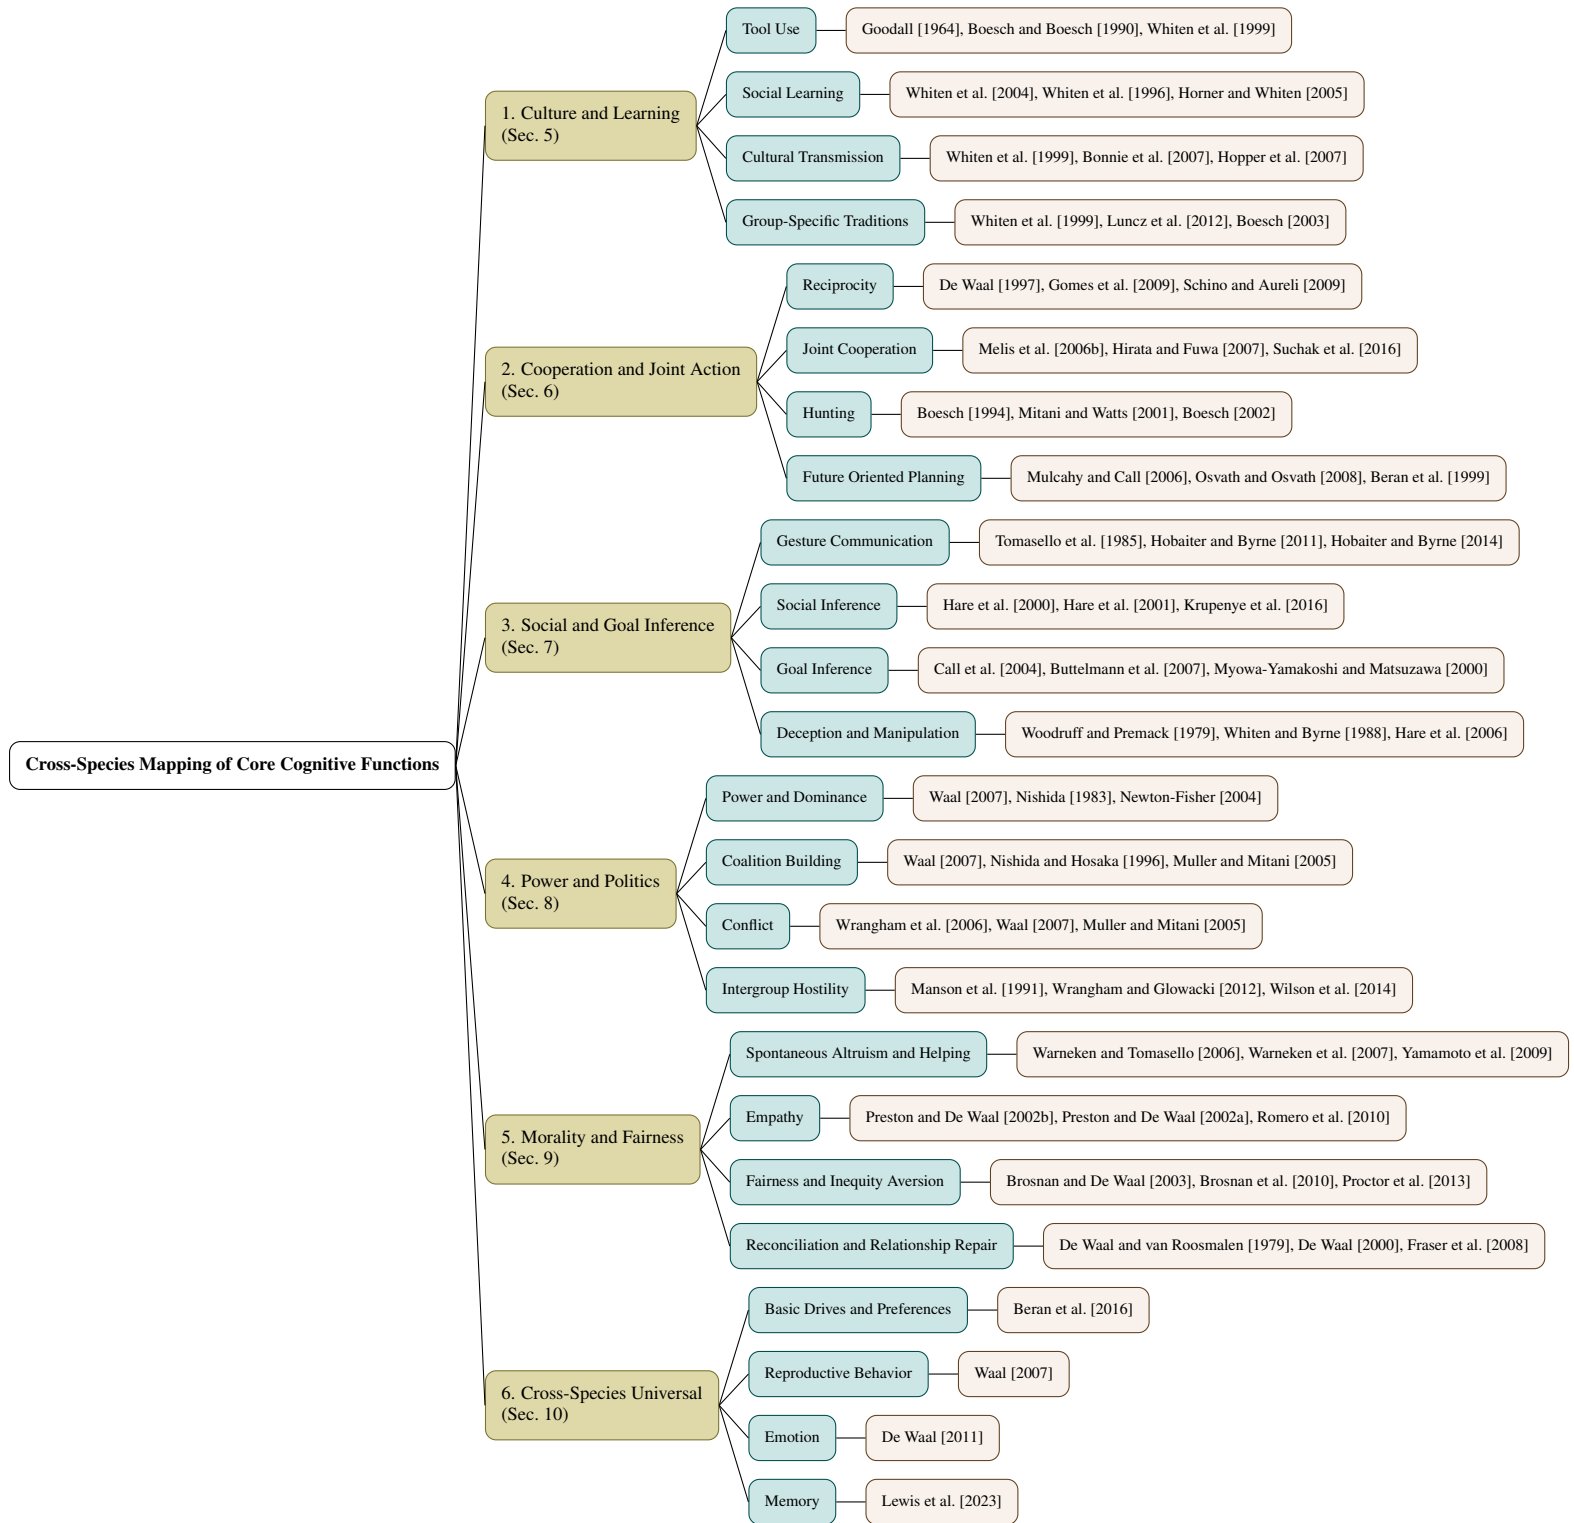 Cross-Species Mapping of Core Cognitive Functions
1. Culture and Learning
(Sec. 5)
Tool Use
Goodall [1964], Boesch and Boesch [1990], Whiten et al. [1999]
Social Learning
Whiten et al. [2004], Whiten et al. [1996], Horner and Whiten [2005]
Cultural Transmission
Whiten et al. [1999], Bonnie et al. [2007], Hopper et al. [2007]
Group-Specific Traditions
Whiten et al. [1999], Luncz et al. [2012], Boesch [2003]
2. Cooperation and Joint Action
(Sec. 6)
Reciprocity
De Waal [1997], Gomes et al. [2009], Schino and Aureli [2009]
Joint Cooperation
Melis et al. [2006b], Hirata and Fuwa [2007], Suchak et al. [2016]
Hunting
Boesch [1994], Mitani and Watts [2001], Boesch [2002]
Future Oriented Planning
Mulcahy and Call [2006], Osvath and Osvath [2008], Beran et al. [1999]
3. Social and Goal Inference
(Sec. 7)
Gesture Communication
Tomasello et al. [1985], Hobaiter and Byrne [2011], Hobaiter and Byrne [2014]
Social Inference
Hare et al. [2000], Hare et al. [2001], Krupenye et al. [2016]
Goal Inference
Call et al. [2004], Buttelmann et al. [2007], Myowa-Yamakoshi and Matsuzawa [2000]
Deception and Manipulation
Woodruff and Premack [1979], Whiten and Byrne [1988], Hare et al. [2006]
4. Power and Politics
(Sec. 8)
Power and Dominance
Waal [2007], Nishida [1983], Newton-Fisher [2004]
Coalition Building
Waal [2007], Nishida and Hosaka [1996], Muller and Mitani [2005]
Conflict
Wrangham et al. [2006], Waal [2007], Muller and Mitani [2005]
Intergroup Hostility
Manson et al. [1991], Wrangham and Glowacki [2012], Wilson et al. [2014]
5. Morality and Fairness
(Sec. 9)
Spontaneous Altruism and Helping
Warneken and Tomasello [2006], Warneken et al. [2007], Yamamoto et al. [2009]
Empathy
Preston and De Waal [2002b], Preston and De Waal [2002a], Romero et al. [2010]
Fairness and Inequity Aversion
Brosnan and De Waal [2003], Brosnan et al. [2010], Proctor et al. [2013]
Reconciliation and Relationship Repair
De Waal and van Roosmalen [1979], De Waal [2000], Fraser et al. [2008]
6. Cross-Species Universal
(Sec. 10)
Basic Drives and Preferences
Beran et al. [2016]
Reproductive Behavior
Waal [2007]
Emotion
De Waal [2011]
Memory
Lewis et al. [2023]